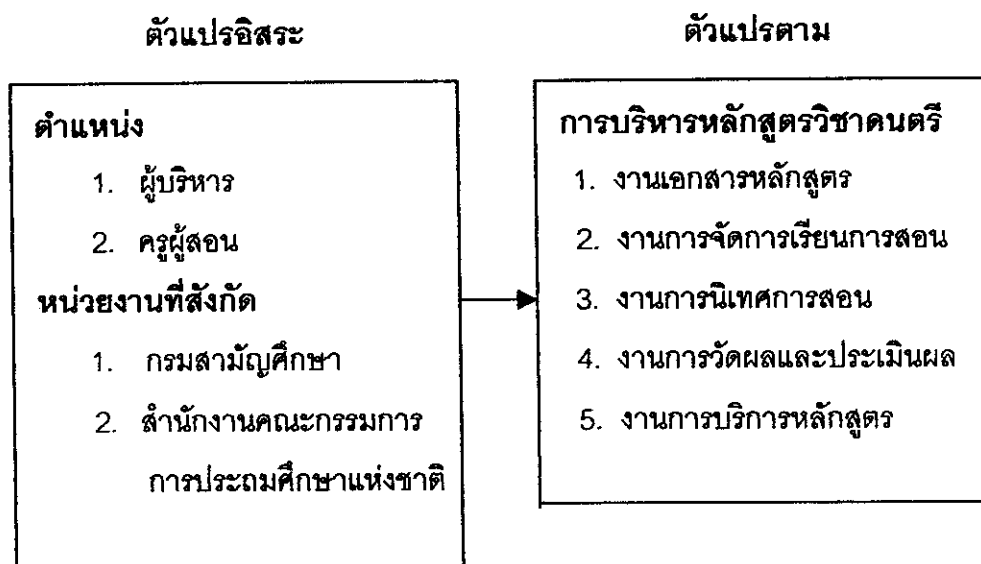 ตัวแปรอิสระ
ตำแหน่ง
1. ผู้บริหาร
2. ครูผู้สอน
หน่วยงานที่สังกัด
1. กรมสามัญศึกษา
2. สำนักงานคณะกรรมการ
การประถมศึกษาแห่งชาติ
ตัวแปรตาม
การบริหารหลักสูตรวิชาดนตรี
1. งานเอกสารหลักสูตร
2. งานการจัดการเรียนการสอน
3. งานการนิเทศการสอน
4. งานการวัดผลและประเมินผล
5. งานการบริการหลักสูตร